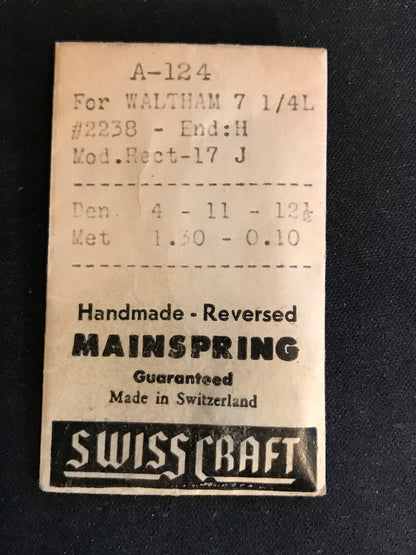 A-124
For WALTHAM 7 1/4L
#2238 - End:H
Mod.Rect-17 J
--------------------
Den. 4 - 11 - 12½
Met 1.30 - 0.10
--------------------
Handmade - Reversed
MAINSPRING
Guaranteed
Made in Switzerland
SWISSCRAFT